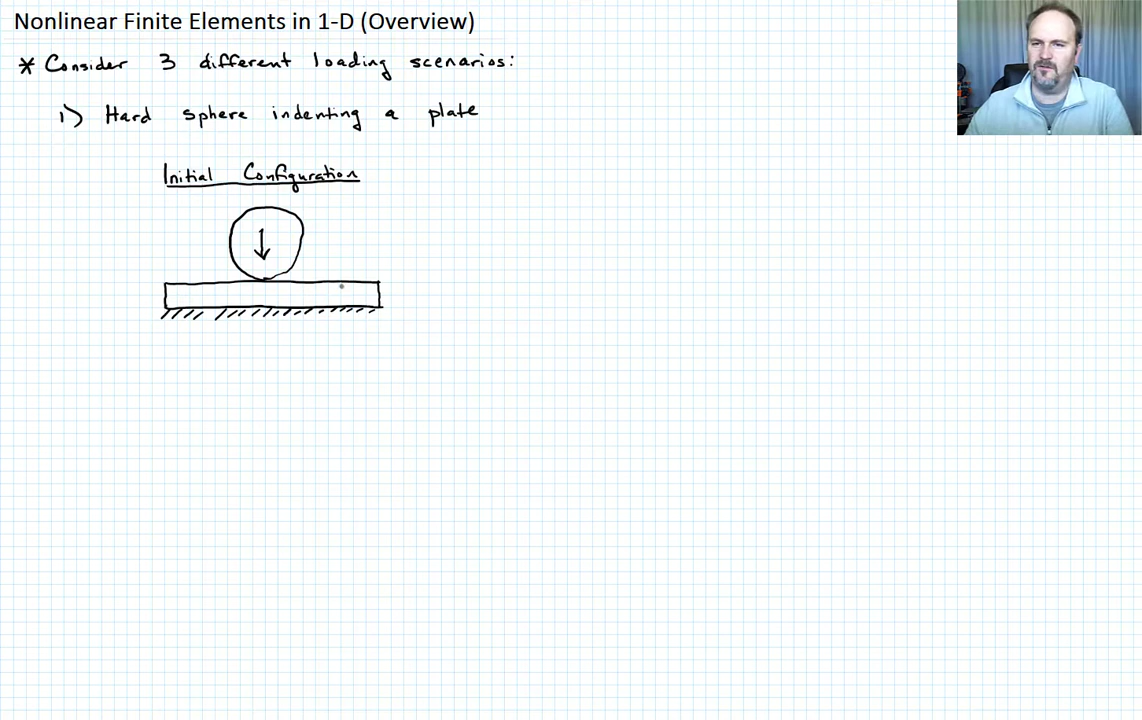 Nonlinear Finite Elements in 1-D (Overview)
* Consider 3 different loading scenarios:
1) Hard sphere indenting a plate
Initial Configuration